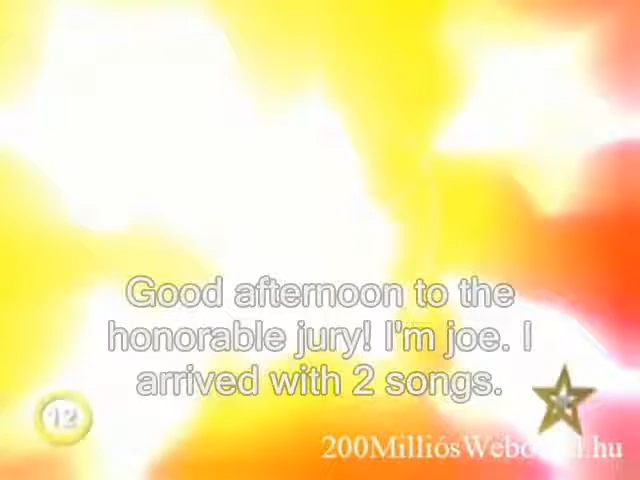 Good afternoon to the
honorable jury! I'm joe. I
arrived with 2 songs.
12